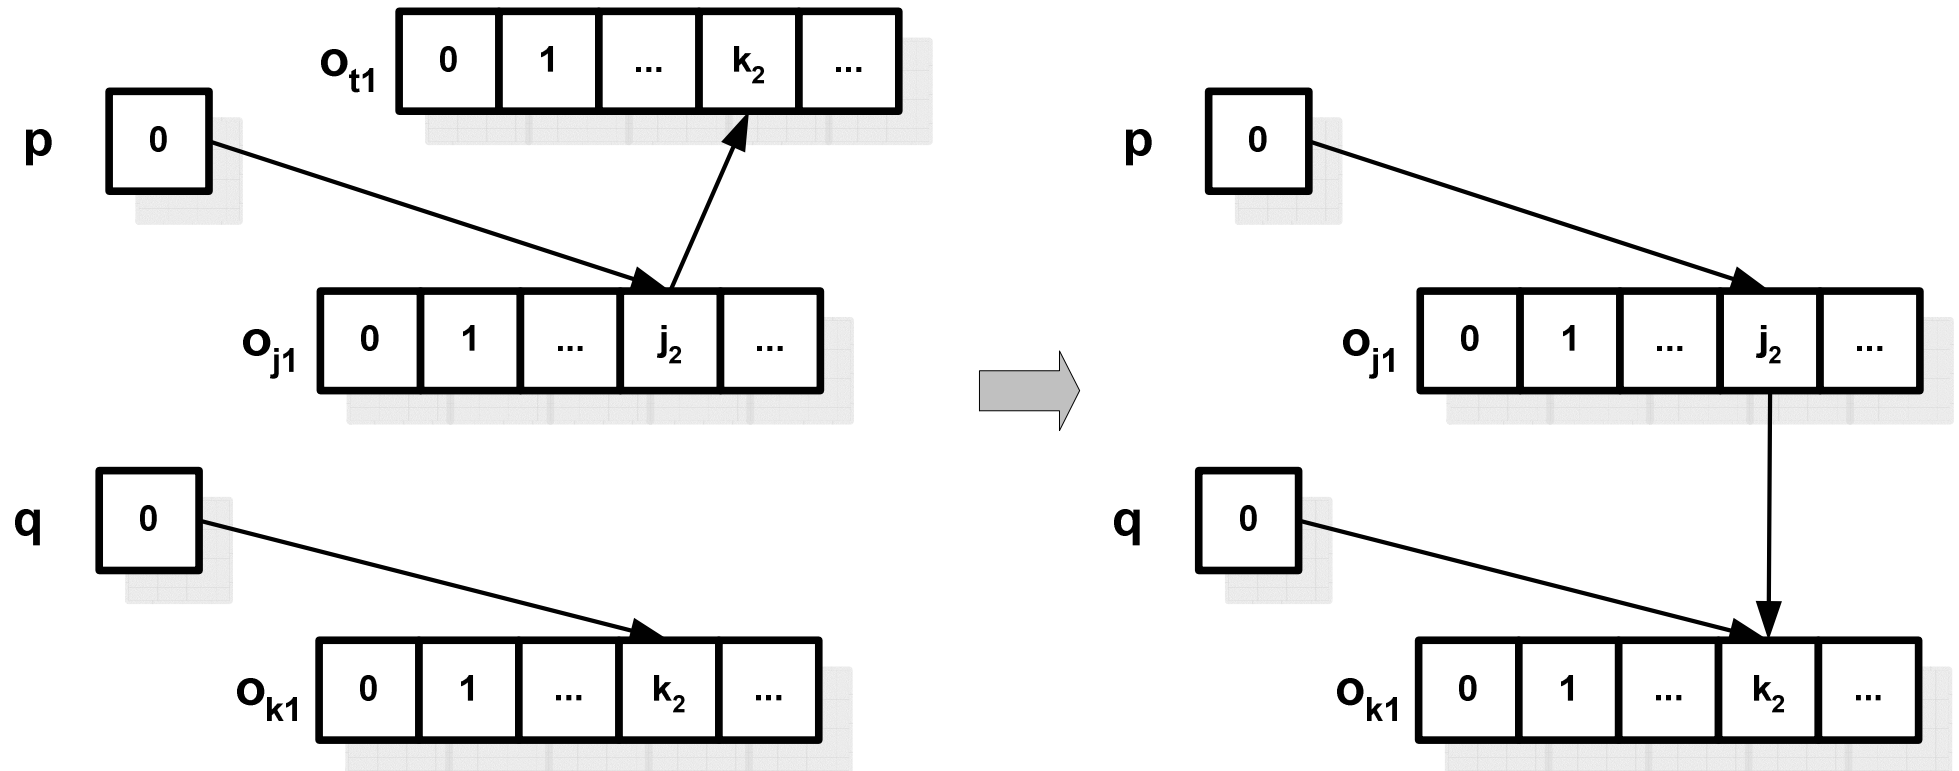 o_t1 0 1 ... k_2 ...
p 0
o_j1 0 1 ... j_2 ...
q 0
o_k1 0 1 ... k_2 ...
p 0
o_j1 0 1 ... j_2 ...
q 0
o_k1 0 1 ... k_2 ...